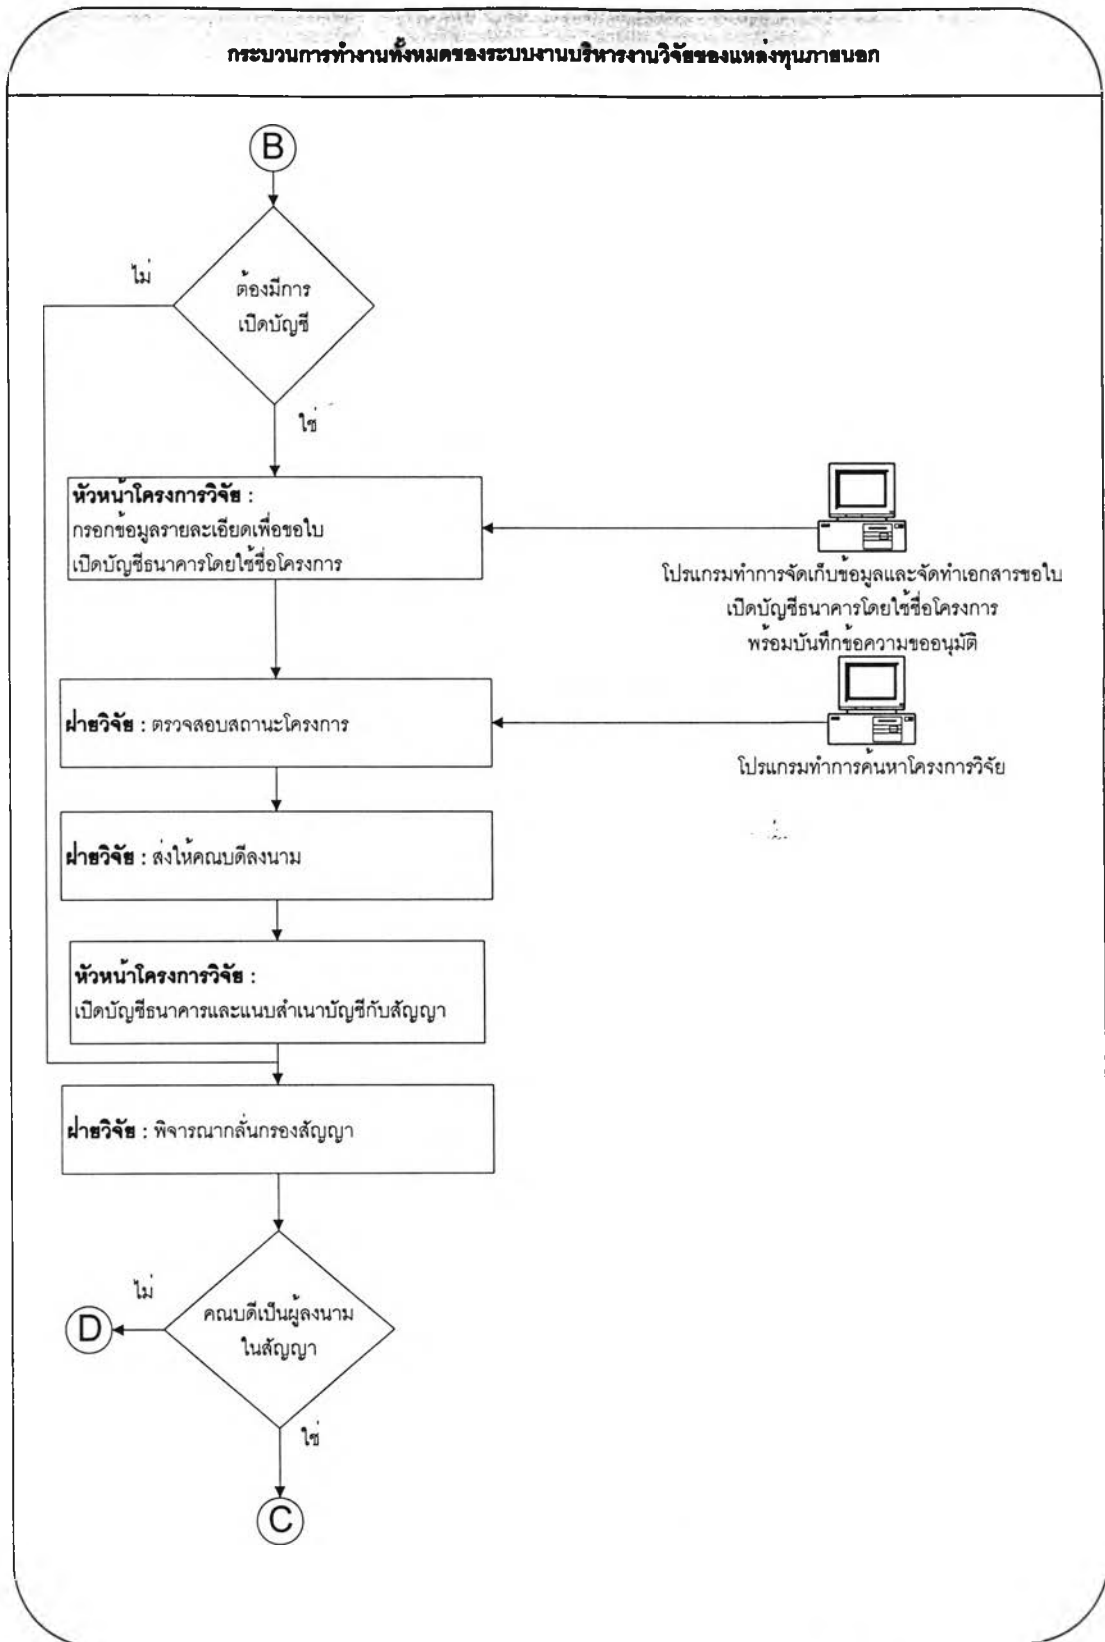 กระบวนการทำงานทั้งหมดของระบบงานบริหารงานวิจัยของแหล่งทุนภายนอก
B
ไม่
ต้องมีการ
เปิดบัญชี
ใช่
หัวหน้าโครงการวิจัย :
กรอกข้อมูลรายละเอียดเพื่อขอใบ
เปิดบัญชีธนาคารโดยใช้ชื่อโครงการ
โปรแกรมทำการจัดเก็บข้อมูลและจัดทำเอกสารขอใบ
เปิดบัญชีธนาคารโดยใช้ชื่อโครงการ
พร้อมบันทึกข้อความขออนุมัติ
ฝ่ายวิจัย : ตรวจสอบสถานะโครงการ
โปรแกรมทำการค้นหาโครงการวิจัย
ฝ่ายวิจัย : ส่งให้คณบดีลงนาม
หัวหน้าโครงการวิจัย :
เปิดบัญชีธนาคารและแนบสำเนาบัญชีกับสัญญา
ฝ่ายวิจัย : พิจารณากลั่นกรองสัญญา
ไม่
D
คณบดีเป็นผู้ลงนาม
ในสัญญา
ใช่
C